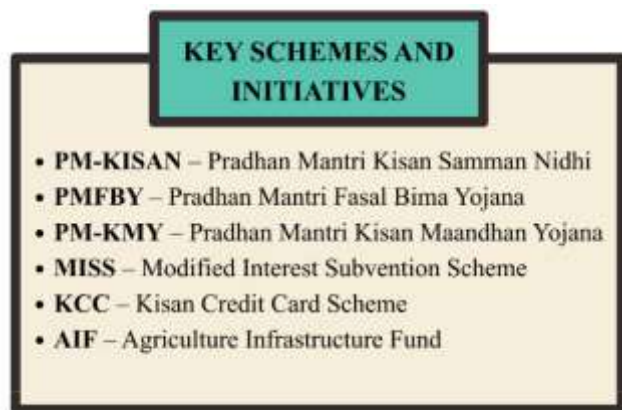 KEY SCHEMES AND
INITIATIVES
• PM-KISAN – Pradhan Mantri Kisan Samman Nidhi
• PMFBY – Pradhan Mantri Fasal Bima Yojana
• PM-KMY – Pradhan Mantri Kisan Maandhan Yojana
• MISS – Modified Interest Subvention Scheme
• KCC – Kisan Credit Card Scheme
• AIF – Agriculture Infrastructure Fund